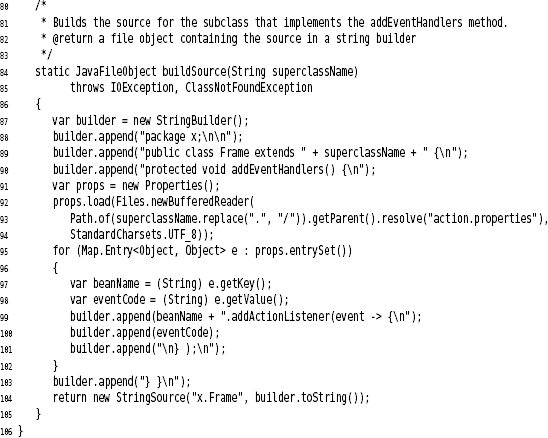 80    /*
81     * Builds the source for the subclass that implements the addEventHandlers method.
82     * @return a file object containing the source in a string builder
83     */
84    static JavaFileObject buildSource(String superclassName)
85          throws IOException, ClassNotFoundException
86    {
87       var builder = new StringBuilder();
88       builder.append("package x;\n\n");
89       builder.append("public class Frame extends " + superclassName + " {\n");
90       builder.append("protected void addEventHandlers() {\n");
91       var props = new Properties();
92       props.load(Files.newBufferedReader(
93          Path.of(superclassName.replace(".", "/")).getParent().resolve("action.properties"),
94          StandardCharsets.UTF_8));
95       for (Map.Entry<Object, Object> e : props.entrySet())
96       {
97          var beanName = (String) e.getKey();
98          var eventCode = (String) e.getValue();
99          builder.append(beanName + ".addActionListener(event -> {\n");
100          builder.append(eventCode);
101          builder.append("\n} );\n");
102       }
103       builder.append("} }\n");
104       return new StringSource("x.Frame", builder.toString());
105    }
106 }